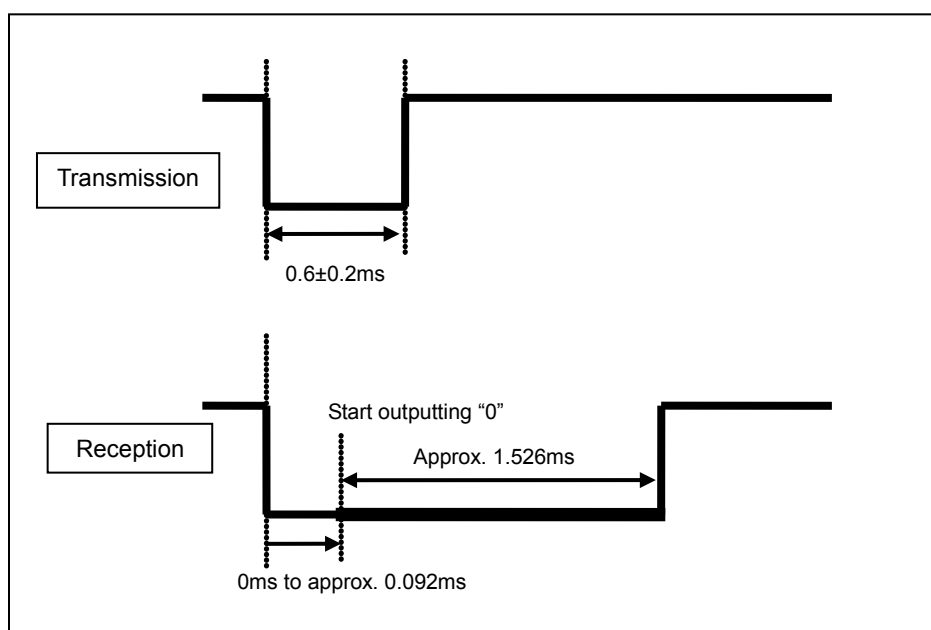 Transmission
0.6±0.2ms
Start outputting “0”
Reception
Approx. 1.526ms
0ms to approx. 0.092ms